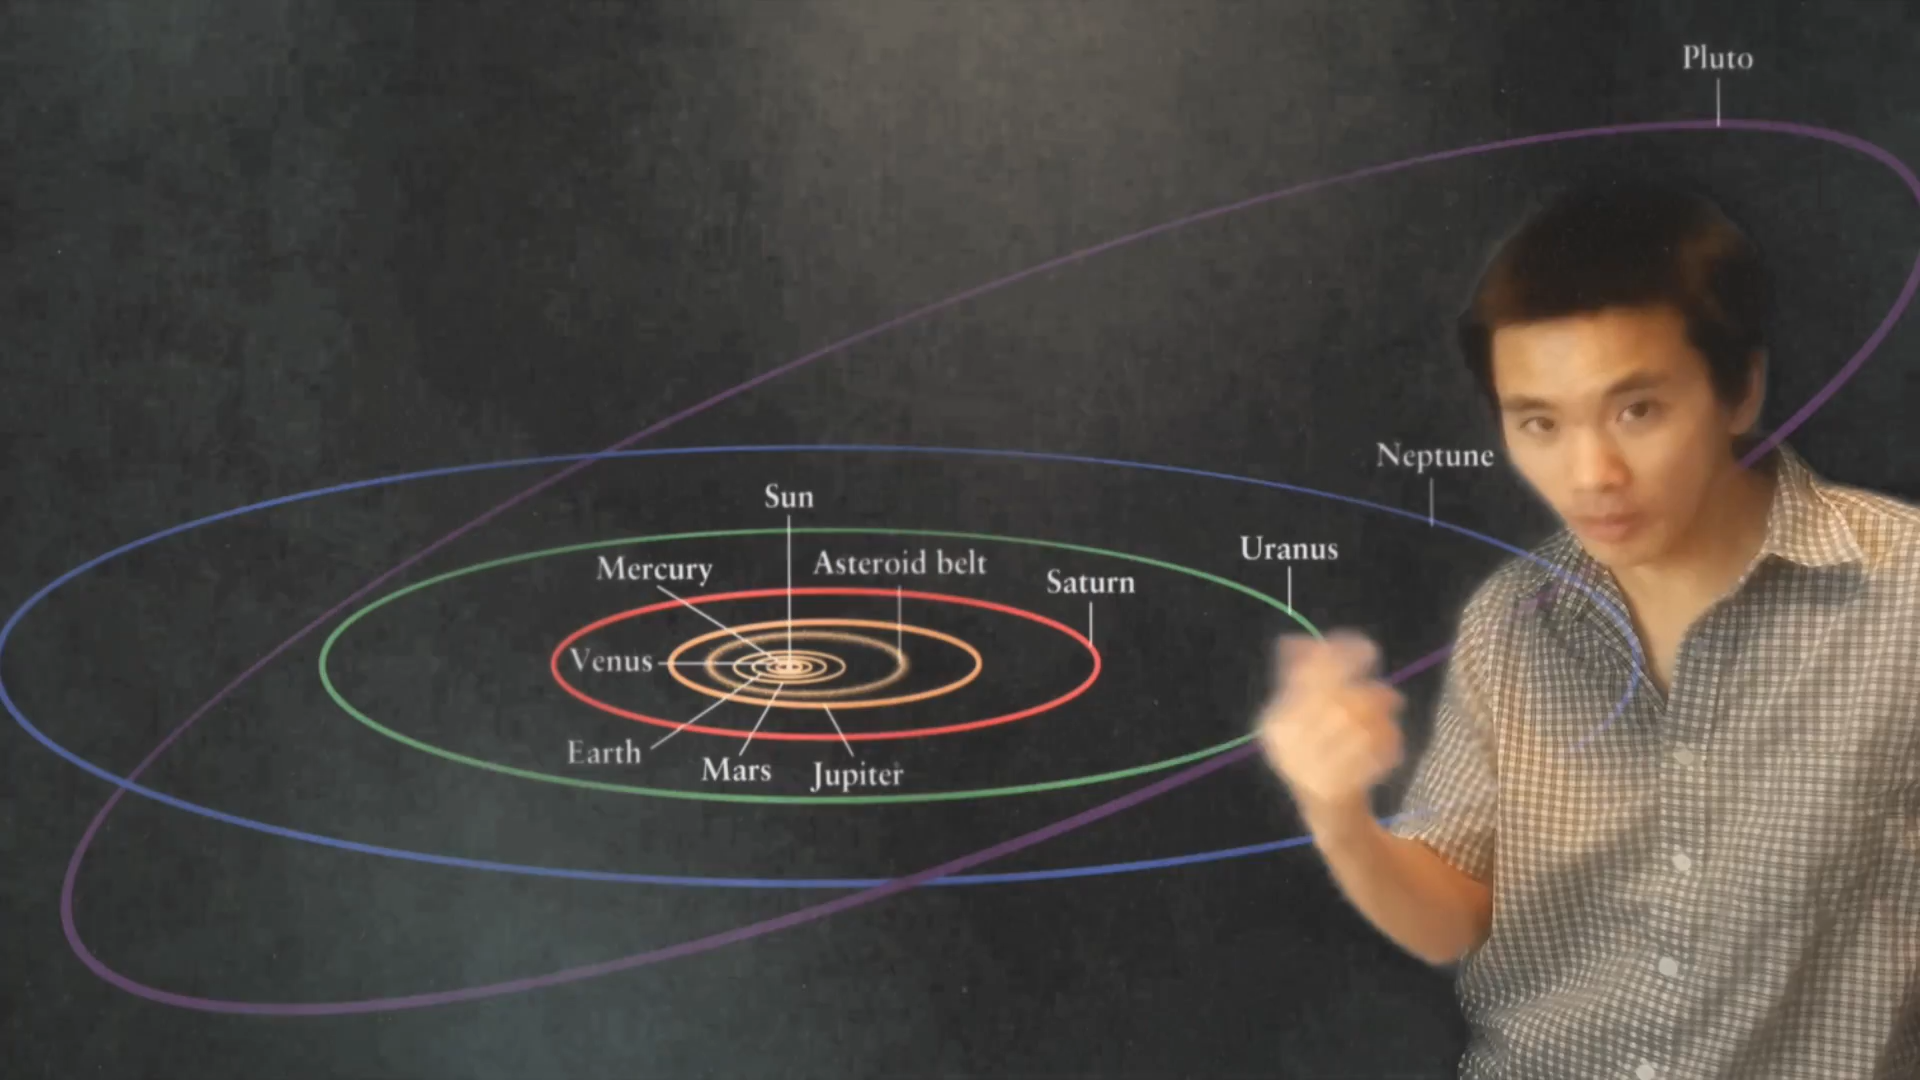 Pluto
Neptune
Sun
Uranus
Mercury
Asteroid belt
Saturn
Venus
Earth
Mars
Jupiter